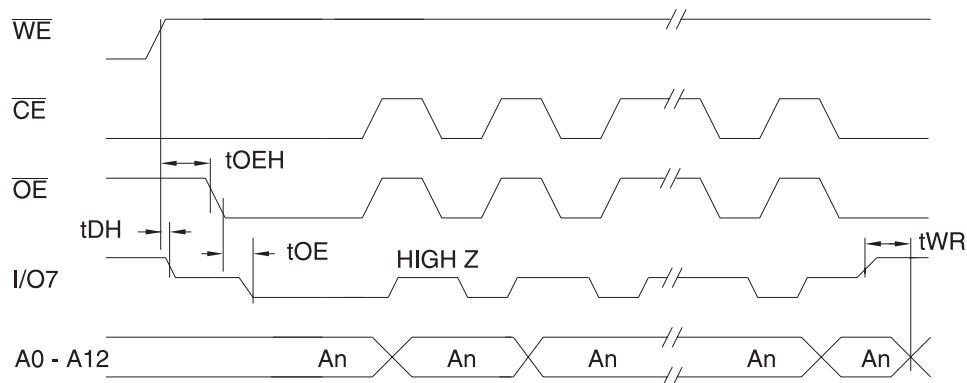 WE
CE
tOEH
OE
tDH
tOE
HIGH Z
tWR
I/O7
A0 - A12 An An An An An